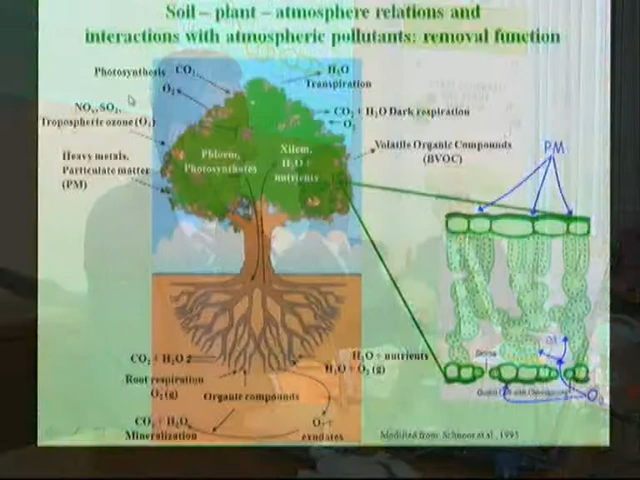 Soil – plant – atmosphere relations and
interactions with atmospheric pollutants: removal function
Photosynthesis CO₂
O₂
H₂O
Transpiration
NOₓ, SO₂,
Tropospheric ozone (O₃)
CO₂ + H₂O Dark respiration
O₂
Heavy metals,
Particulate matter
(PM)
Phloem,
Photosynthates
Xilem,
H₂O +
nutrients
Volatile Organic Compounds
(BVOC)
PM
CO₂ + H₂O
Root respiration
O₂ (g)
Organic compounds
H₂O + nutrients
H₂O + O₂ (g)
CO₂ + H₂O
Mineralization
exudates
Modified from: Schnoor et al., 1995